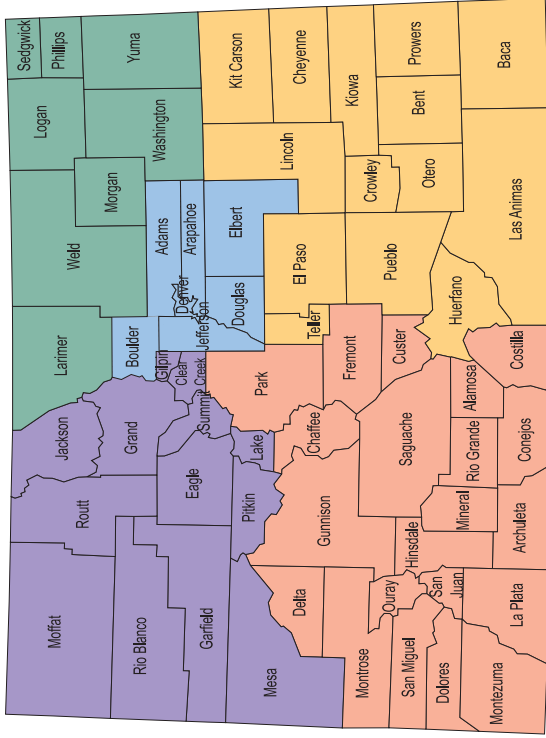 Moffat
Routt
Jackson
Larimer
Weld
Logan
Sedgwick
Phillips
Rio Blanco
Grand
Boulder
Morgan
Washington
Yuma
Garfield
Eagle
Summit
Gilpin
Clear
Creek
Jefferson
Denver
Adams
Arapahoe
Mesa
Pitkin
Lake
Park
Douglas
Elbert
Lincoln
Kit Carson
Delta
Gunnison
Chaffee
Teller
El Paso
Cheyenne
Montrose
Ouray
Fremont
Kiowa
San Miguel
Hinsdale
Saguache
Custer
Pueblo
Crowley
Otero
Bent
Prowers
Dolores
San
Juan
Mineral
Rio Grande
Alamosa
Huerfano
Montezuma
La Plata
Archuleta
Conejos
Costilla
Las Animas
Baca